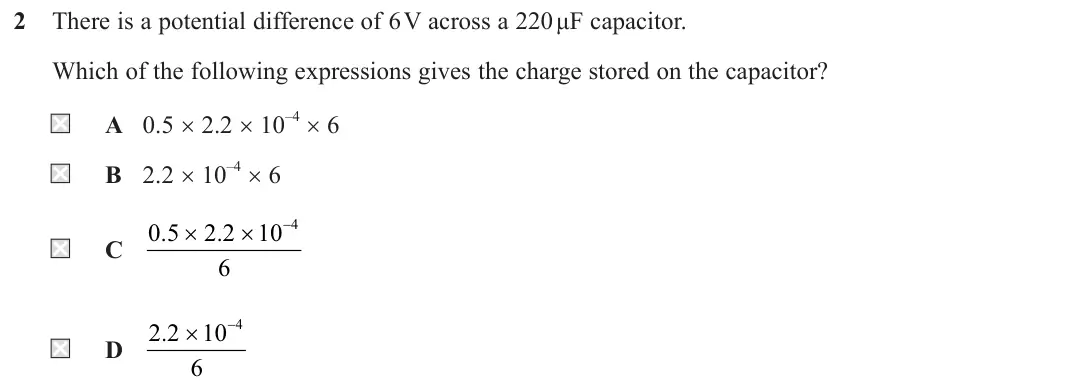 2 There is a potential difference of 6 V across a 220 μF capacitor.
Which of the following expressions gives the charge stored on the capacitor?
A 0.5 × 2.2 × 10⁻⁴ × 6
B 2.2 × 10⁻⁴ × 6
C 0.5 × 2.2 × 10⁻⁴ / 6
D 2.2 × 10⁻⁴ / 6